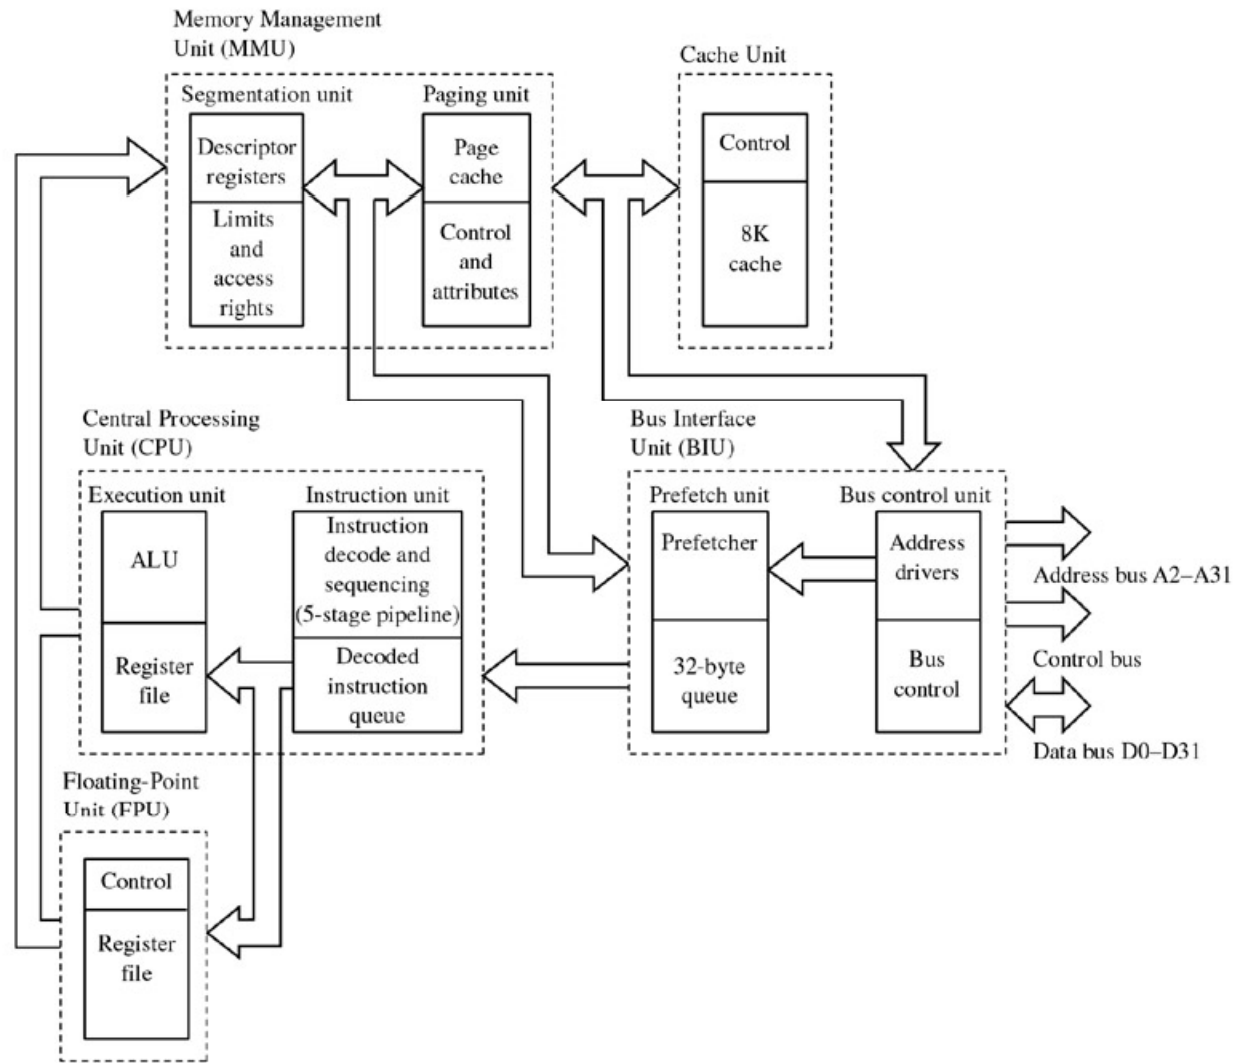 Memory Management
Unit (MMU)
Segmentation unit
Paging unit
Descriptor
registers
Limits
and
access
rights
Page
cache
Control
and
attributes
Cache Unit
Control
8K
cache
Central Processing
Unit (CPU)
Execution unit
ALU
Register
file
Instruction unit
Instruction
decode and
sequencing
(5-stage pipeline)
Decoded
instruction
queue
Bus Interface
Unit (BIU)
Prefetch unit
Prefetcher
32-byte
queue
Bus control unit
Address
drivers
Bus
control
Address bus A2–A31
Control bus
Data bus D0–D31
Floating-Point
Unit (FPU)
Control
Register
file